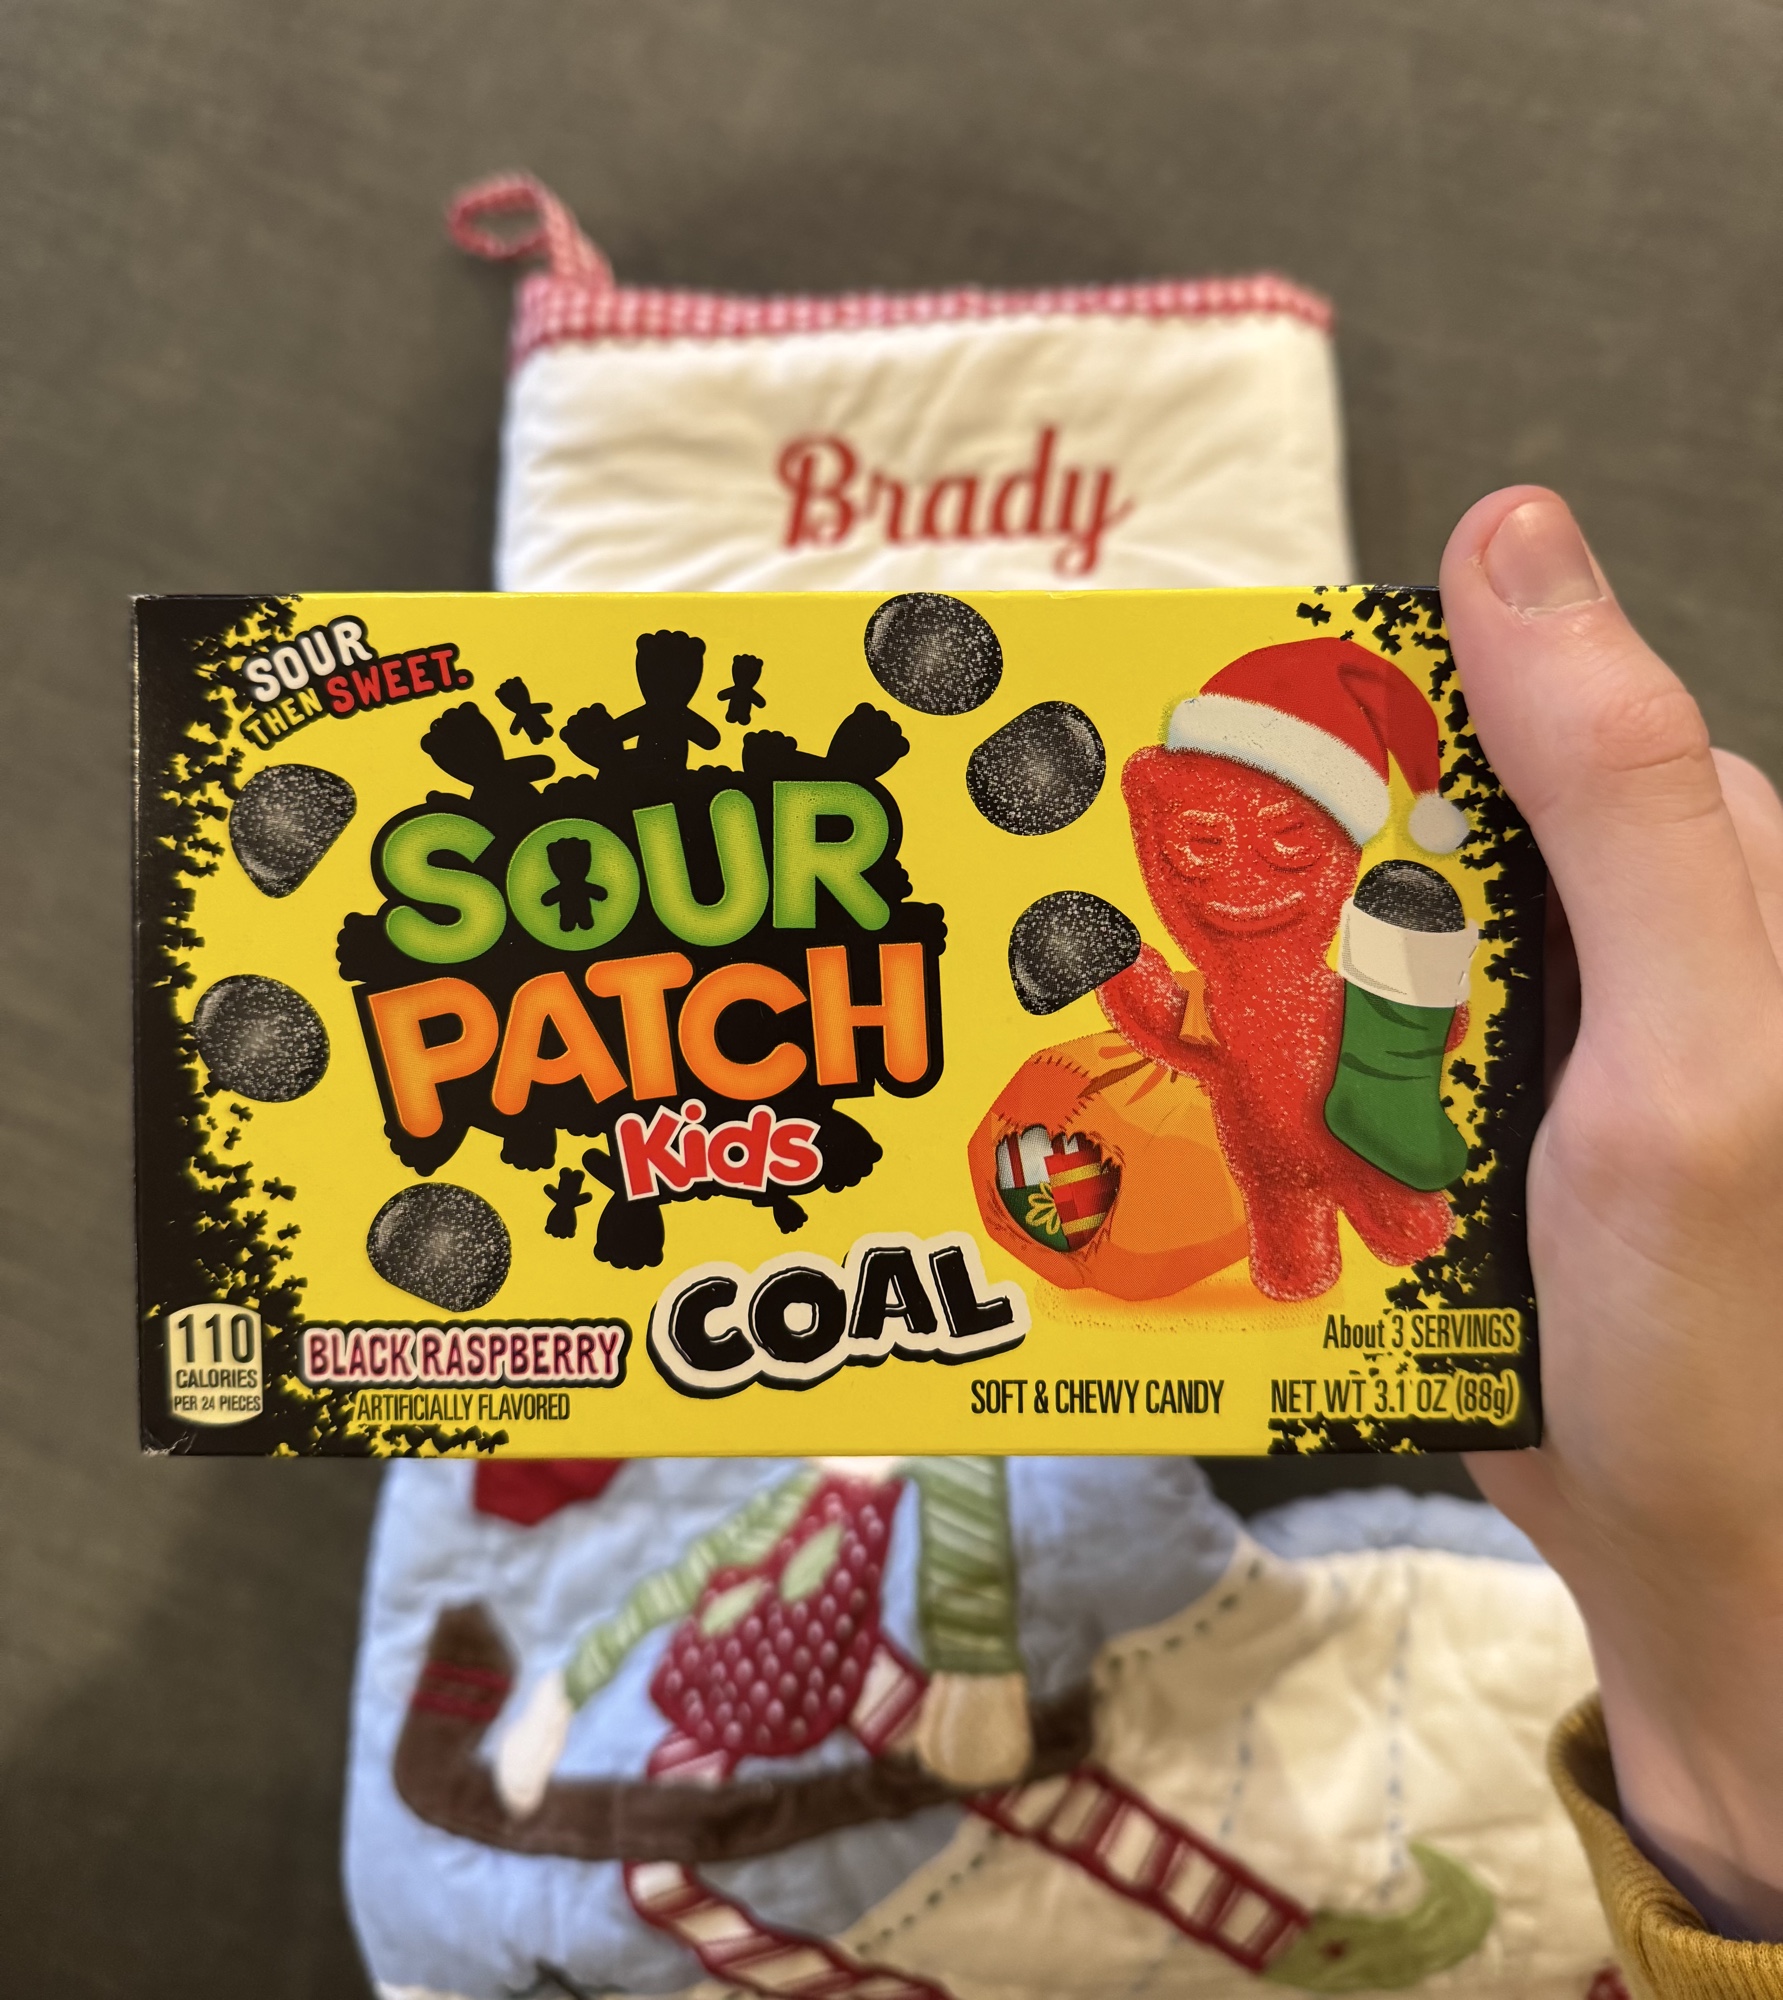 Brady
SOUR
THEN SWEET.
SOUR
PATCH
Kids
COAL
110
CALORIES
PER 24 PIECES
BLACK RASPBERRY
ARTIFICIALLY FLAVORED
SOFT & CHEWY CANDY
About 3 SERVINGS
NET WT 3.1 OZ (88g)